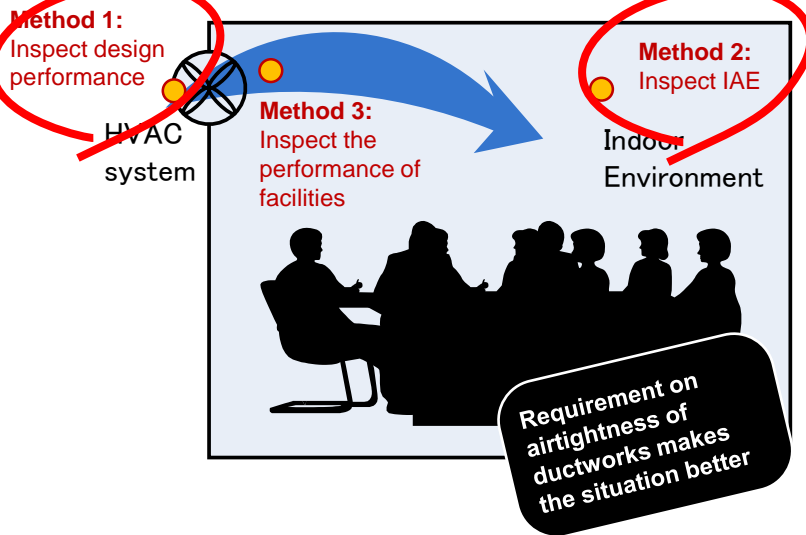 Method 1:
Inspect design
performance
HVAC
system
Method 3:
Inspect the
performance of
facilities
Method 2:
Inspect IAE
Indoor
Environment
Requirement on
airtightness of
ductworks makes
the situation better